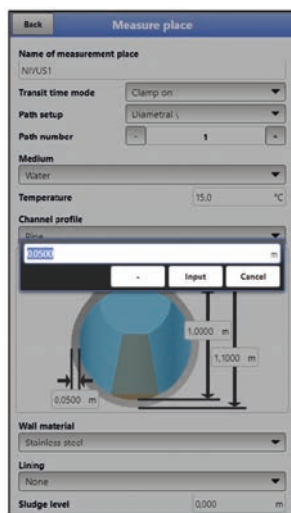 Back Measure place
Name of measurement place
NIVUS1
Transit time mode Clamp on
Path setup Diametral \
Path number - 1 +
Medium
Water
Temperature 15.0 °C
Channel profile
Pipe
0.0500 m
- Input Cancel
1,0000 m
1,1000 m
0,0500 m
Wall material
Stainless steel
Lining
None
Sludge level 0,000 m